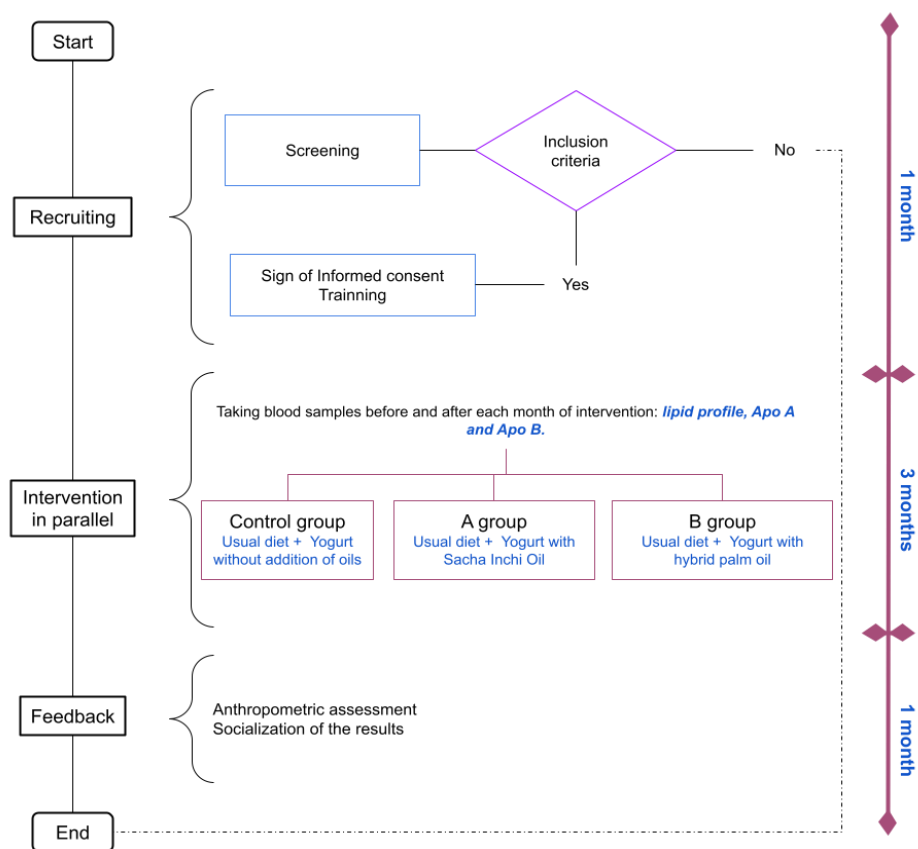 Start
Recruiting
Screening
Inclusion
criteria
No
Sign of Informed consent
Trainning
Yes
1 month
Intervention
in parallel
Taking blood samples before and after each month of intervention: lipid profile, Apo A
and Apo B.
Control group
Usual diet + Yogurt
without addition of oils
A group
Usual diet + Yogurt with
Sacha Inchi Oil
B group
Usual diet + Yogurt with
hybrid palm oil
3 months
Feedback
Anthropometric assessment
Socialization of the results
1 month
End